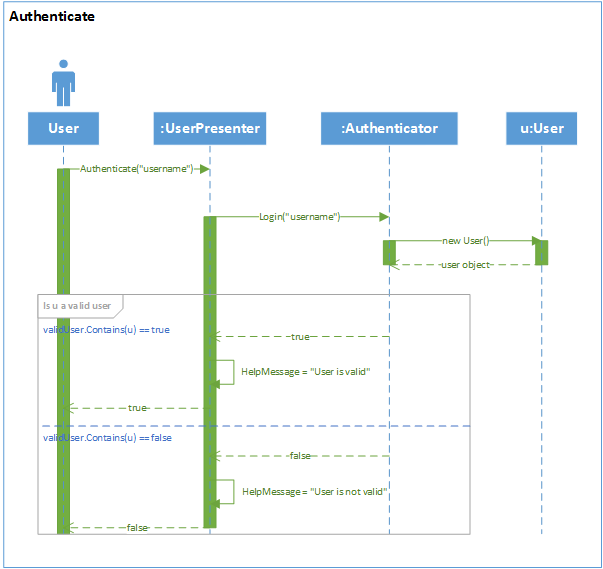 Authenticate
User
:UserPresenter
:Authenticator
u:User
Authenticate("username")
Login("username")
new User()
user object
Is u a valid user
validUser.Contains(u) == true
true
HelpMessage = "User is valid"
true
validUser.Contains(u) == false
false
HelpMessage = "User is not valid"
false